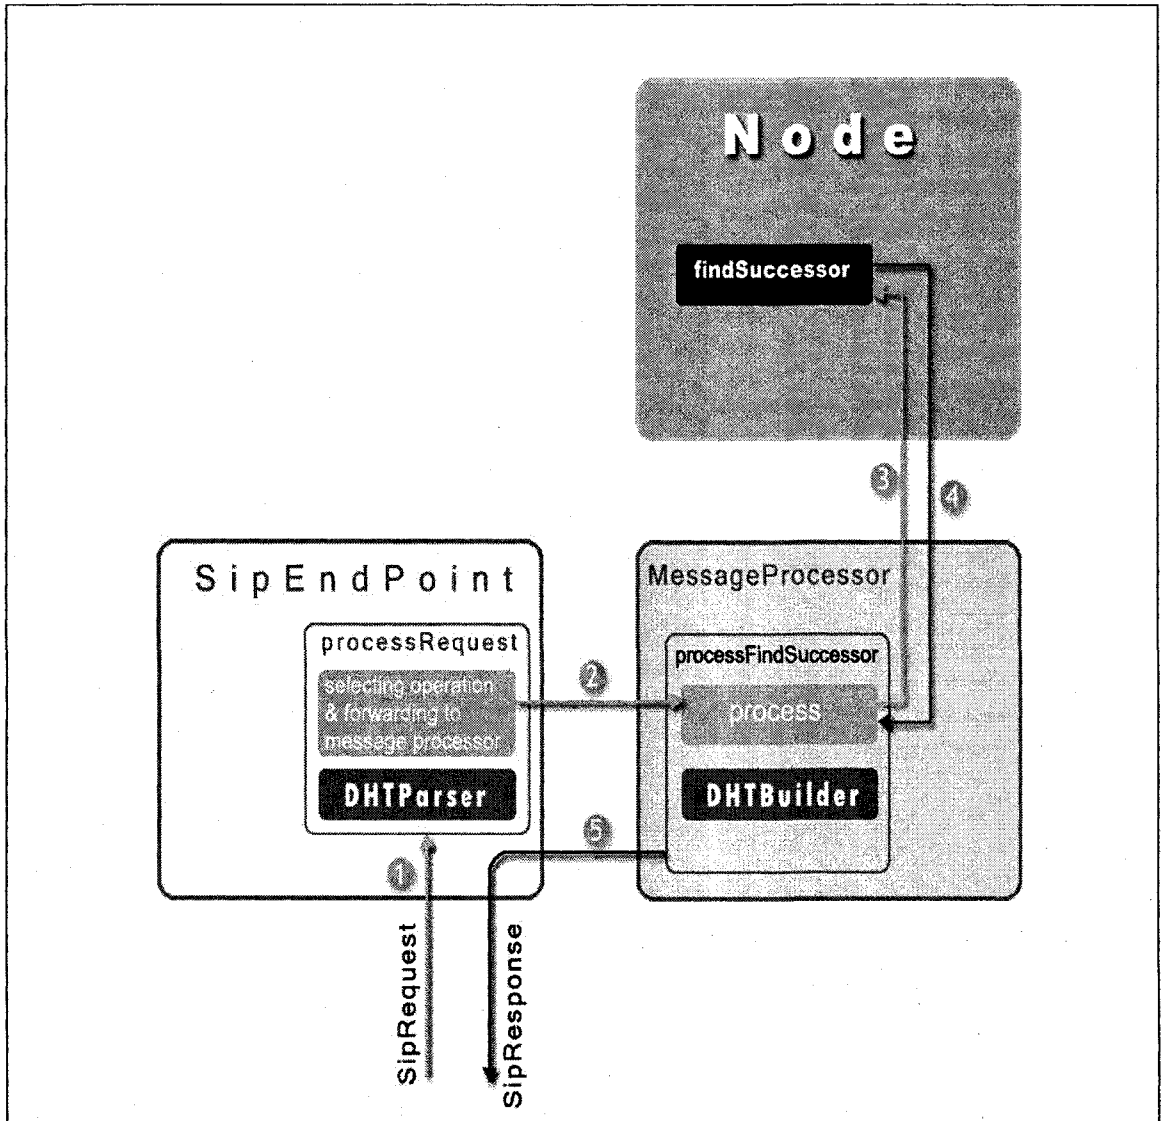 Node
findSuccessor
3
4
SipEndPoint
processRequest
selecting operation
& forwarding to
message processor
DHTParser
2
MessageProcessor
processFindSuccessor
process
DHTBuilder
5
1
SipRequest
SipResponse